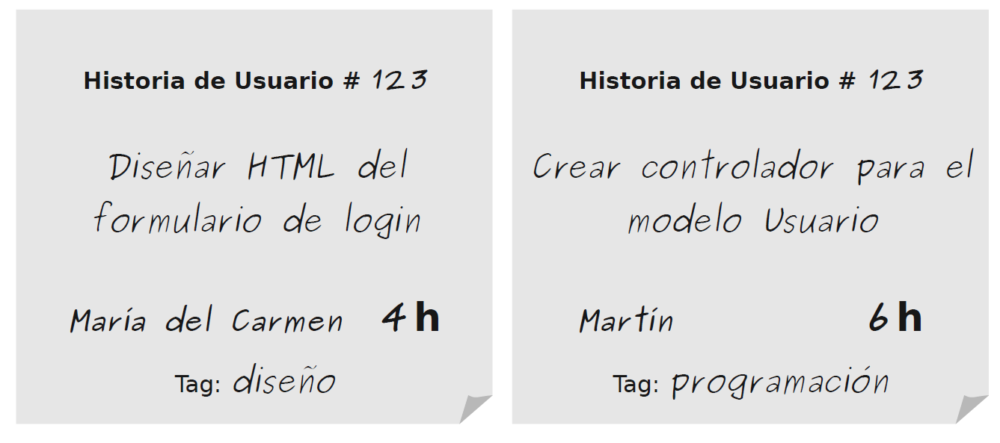 Historia de Usuario # 123
Diseñar HTML del
formulario de login
María del Carmen 4 h
Tag: diseño
Historia de Usuario # 123
Crear controlador para el
modelo Usuario
Martín 6 h
Tag: programación